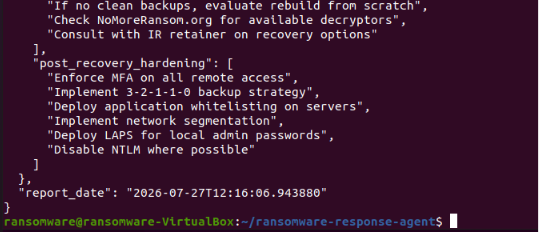 "If no clean backups, evaluate rebuild from scratch",
"Check NoMoreRansom.org for available decryptors",
"Consult with IR retainer on recovery options"
],
"post_recovery_hardening": [
"Enforce MFA on all remote access",
"Implement 3-2-1-1-0 backup strategy",
"Deploy application whitelisting on servers",
"Implement network segmentation",
"Deploy LAPS for local admin passwords",
"Disable NTLM where possible"
]
},
"report_date": "2026-07-27T12:16:06.943880"
}
ransomware@ransomware-VirtualBox:~/ransomware-response-agent$